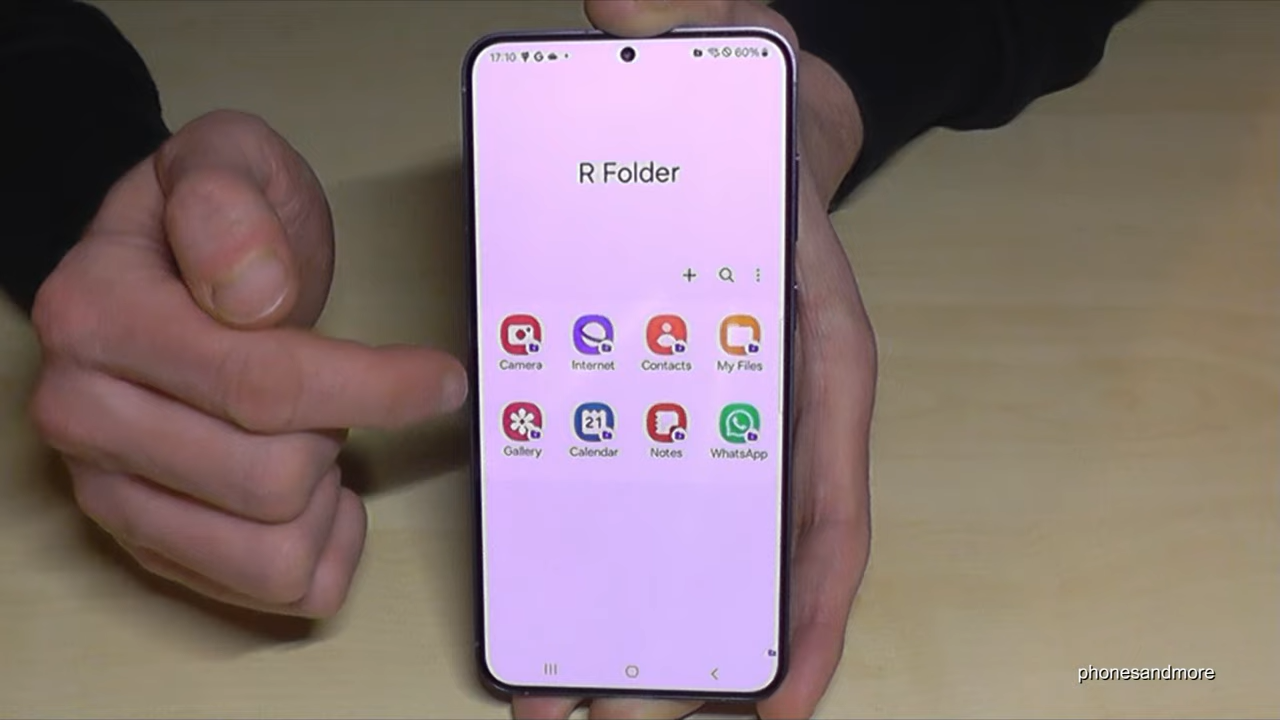 17:10
60%
R Folder
Camera Internet Contacts My Files
21
Gallery Calendar Notes WhatsApp
phonesandmore